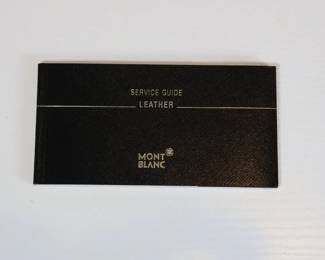 SERVICE GUIDE
LEATHER
MONT
BLANC